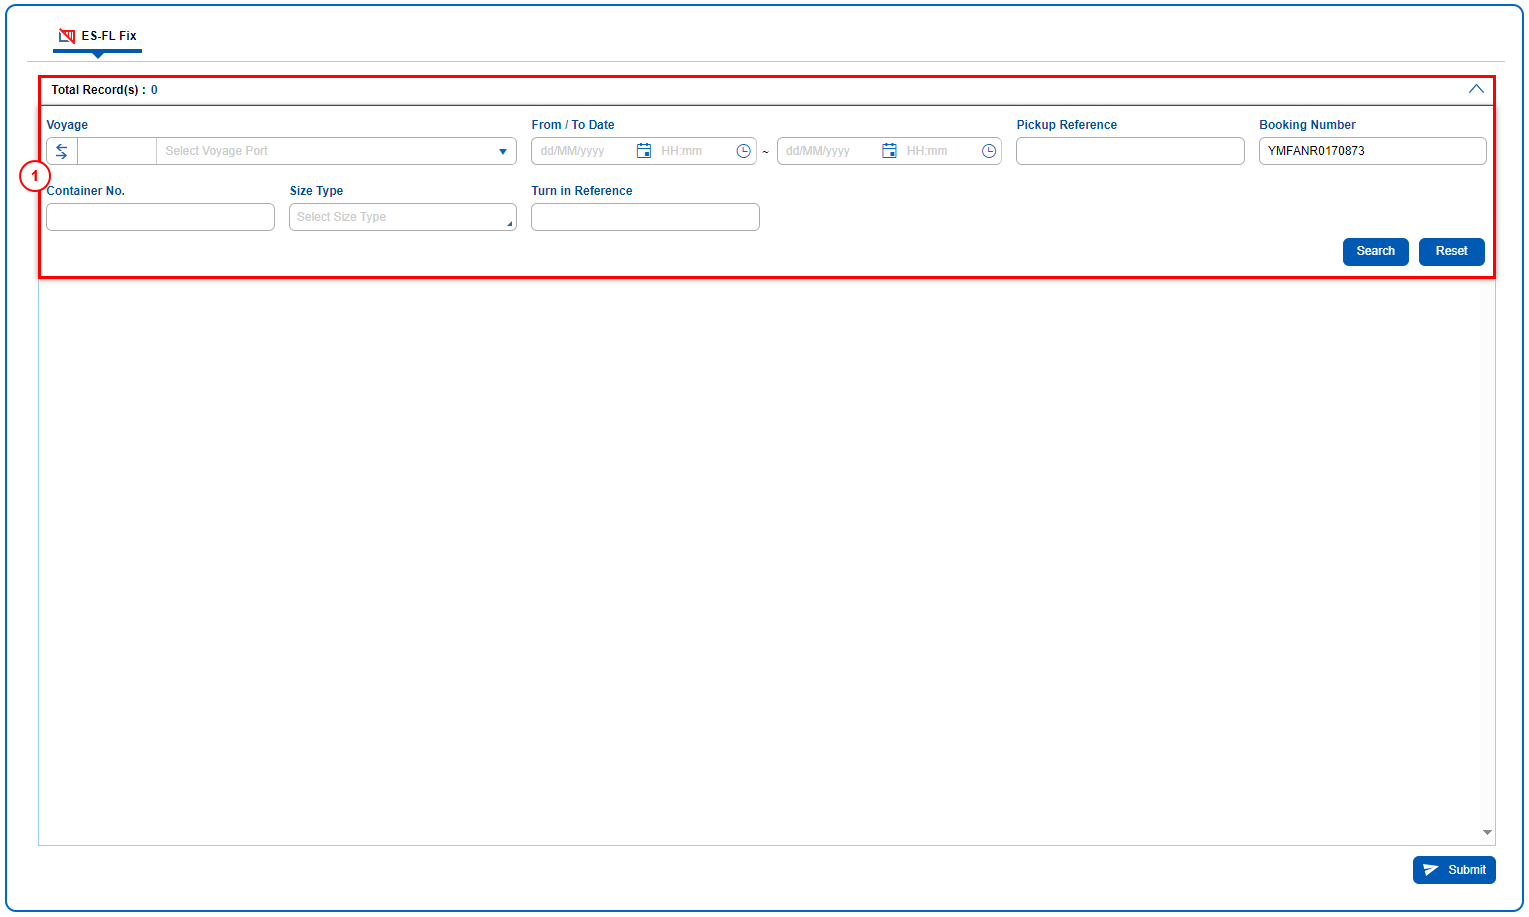 ES-FL Fix
Total Record(s) : 0
Voyage From / To Date Pickup Reference Booking Number
Select Voyage Port dd/MM/yyyy HH:mm ~ dd/MM/yyyy HH:mm YMFANR0170873
1
Container No. Size Type Turn in Reference
Select Size Type
Search Reset
Submit